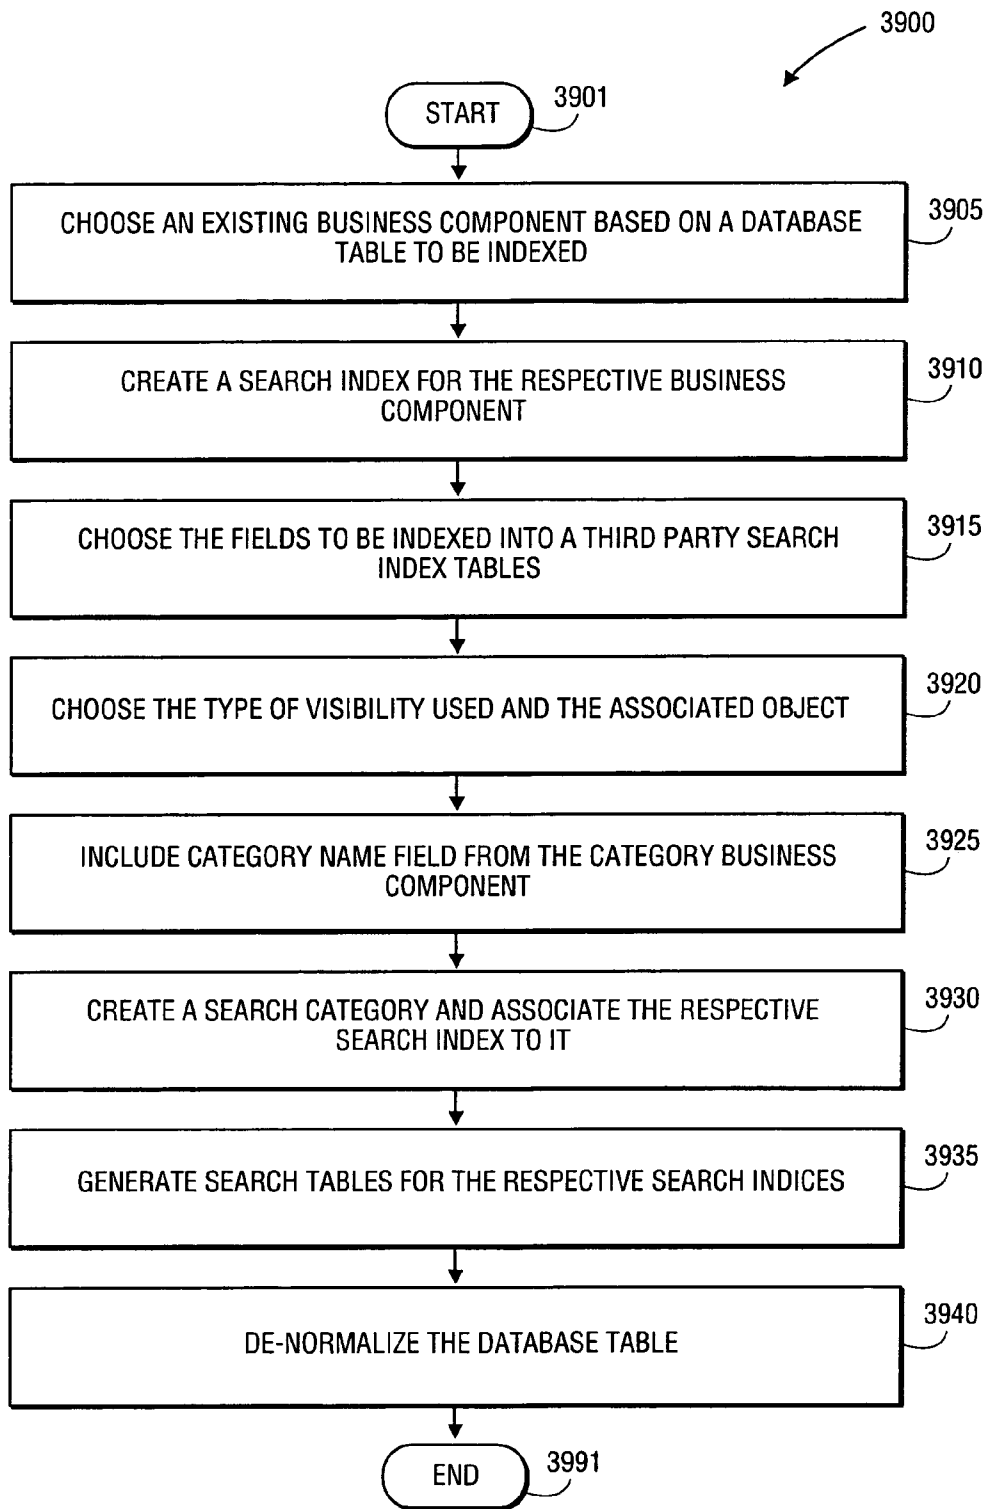 3900
START
3901
CHOOSE AN EXISTING BUSINESS COMPONENT BASED ON A DATABASE
TABLE TO BE INDEXED
3905
CREATE A SEARCH INDEX FOR THE RESPECTIVE BUSINESS
COMPONENT
3910
CHOOSE THE FIELDS TO BE INDEXED INTO A THIRD PARTY SEARCH
INDEX TABLES
3915
CHOOSE THE TYPE OF VISIBILITY USED AND THE ASSOCIATED OBJECT
3920
INCLUDE CATEGORY NAME FIELD FROM THE CATEGORY BUSINESS
COMPONENT
3925
CREATE A SEARCH CATEGORY AND ASSOCIATE THE RESPECTIVE
SEARCH INDEX TO IT
3930
GENERATE SEARCH TABLES FOR THE RESPECTIVE SEARCH INDICES
3935
DE-NORMALIZE THE DATABASE TABLE
3940
END
3991